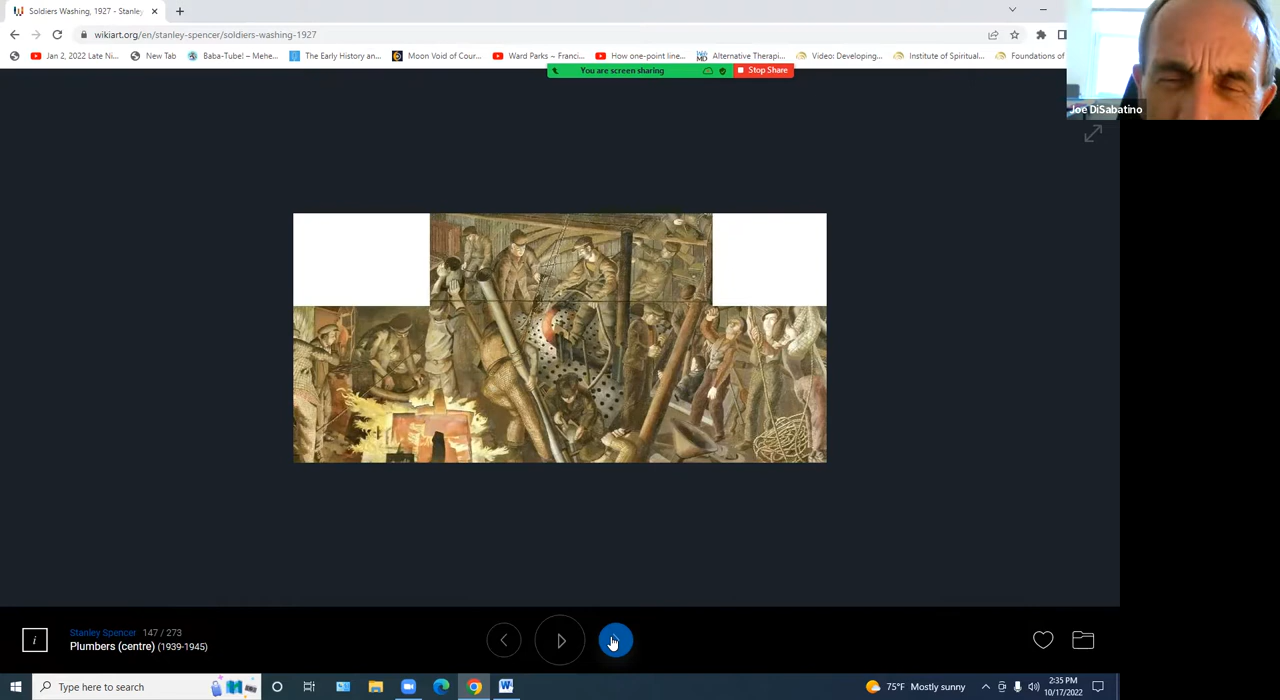 Soldiers Washing, 1927 - Stanley
wikiart.org/en/stanley-spencer/soldiers-washing-1927
Jan 2, 2022 Late Ni...
New Tab
Baba-Tube! – Mehe...
The Early History an...
Moon Void of Cour...
Ward Parks – Franci...
How one-point line...
Alternative Therapi...
Video: Developing...
Institute of Spiritual...
Foundations of
You are screen sharing
Stop Share
Joe DiSabatino
i
Stanley Spencer 147 / 273
Plumbers (centre) (1939-1945)
Type here to search
75°F Mostly sunny
2:35 PM
10/17/2022